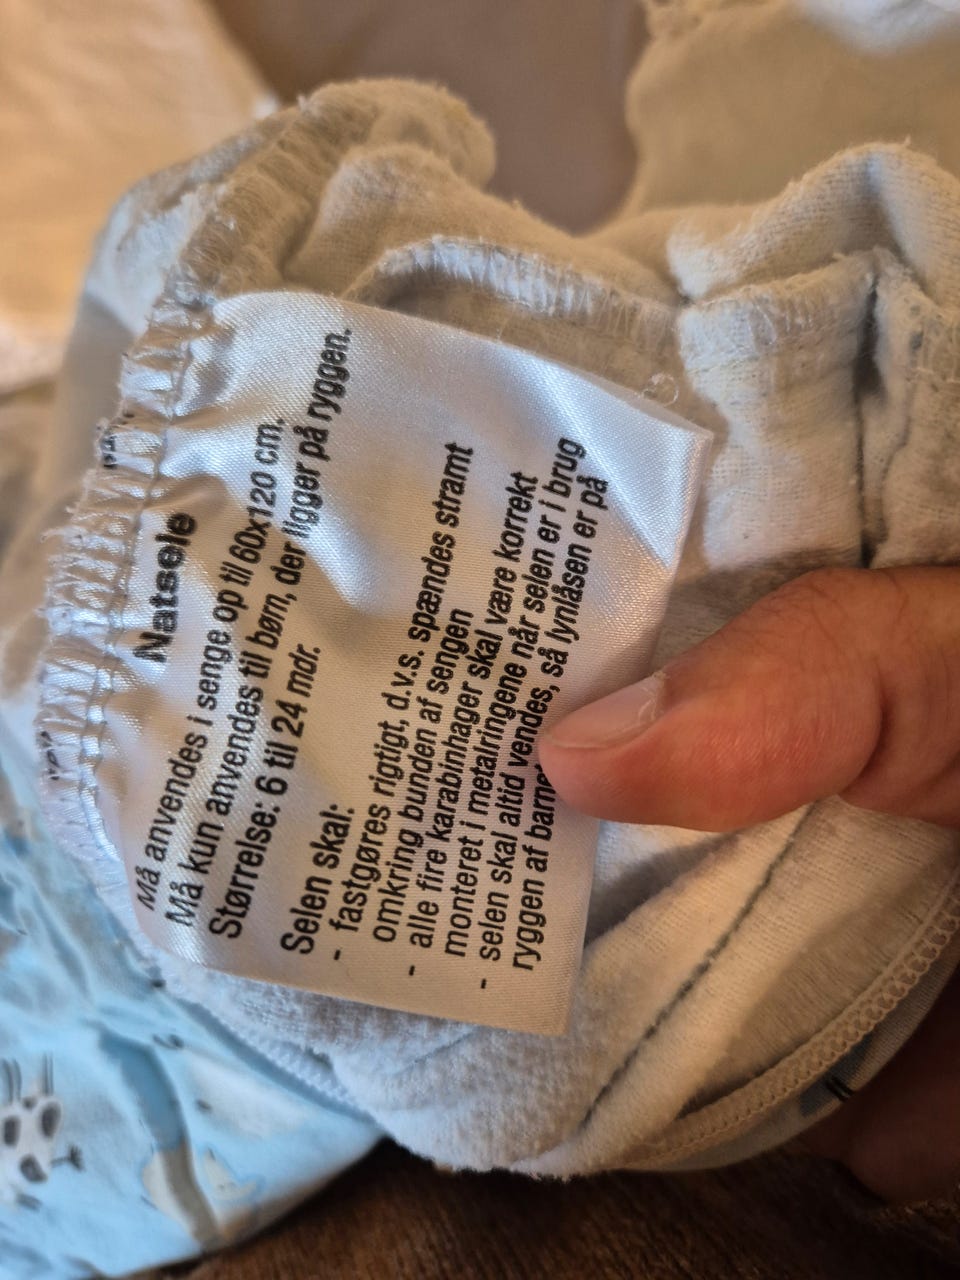 Natsele
Må anvendes i senge op til 60x120 cm.
Må kun anvendes til børn, der ligger på ryggen.
Størrelse: 6 til 24 mdr.
Selen skal:
- fastgøres rigtigt, d.v.s. spændes stramt
omkring bunden af sengen
- alle fire karabinhager skal være korrekt
monteret i metalringene når selen er i brug
- selen skal altid vendes, så lynlåsen er på
ryggen af